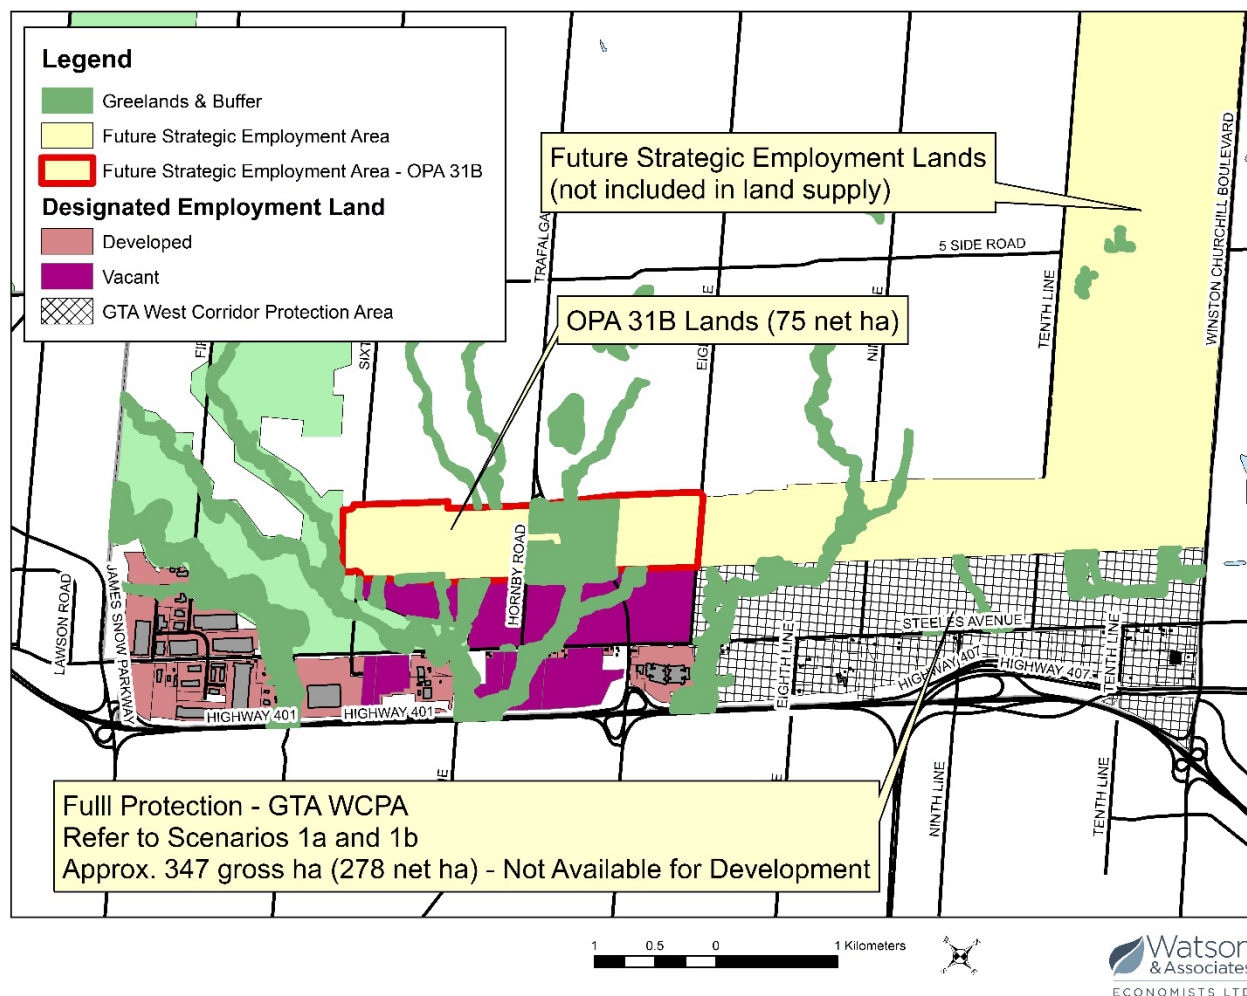 Legend
Greelands & Buffer
Future Strategic Employment Area
Future Strategic Employment Area - OPA 31B
Designated Employment Land
Developed
Vacant
GTA West Corridor Protection Area
Future Strategic Employment Lands
(not included in land supply)
5 SIDE ROAD
WINSTON CHURCHILL BOULEVARD
TENTH LINE
OPA 31B Lands (75 net ha)
HORNBY ROAD
LAWSON ROAD
JAMES SNOW PARKWAY
STEELES AVENUE
HIGHWAY 407
HIGHWAY 407
TENTH LINE
EIGHTH LINE
HIGHWAY 401
HIGHWAY 401
Fulll Protection - GTA WCPA
Refer to Scenarios 1a and 1b
Approx. 347 gross ha (278 net ha) - Not Available for Development
NINTH LINE
TENTH LINE
1 0.5 0 1 Kilometers
Watson
& Associates
ECONOMISTS LTD